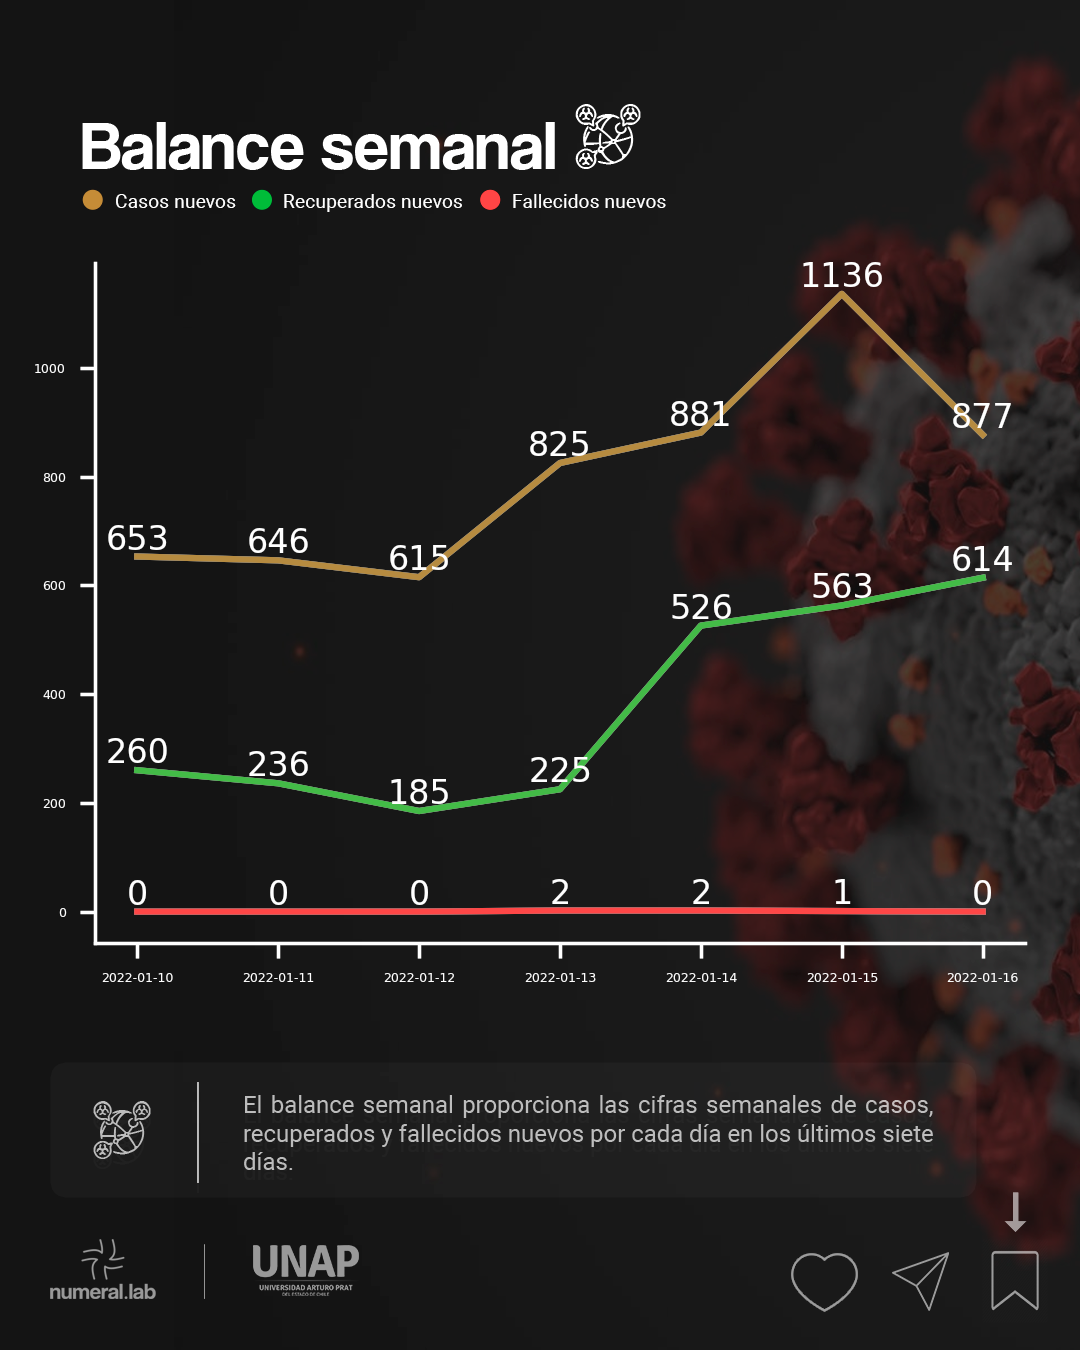 Balance semanal
Casos nuevos Recuperados nuevos Fallecidos nuevos
1136
1000
881
877
825
800
653
646
615
614
600
563
526
400
260
236
225
185
200
0 0 0 2 2 1 0
0
2022-01-10 2022-01-11 2022-01-12 2022-01-13 2022-01-14 2022-01-15 2022-01-16
El balance semanal proporciona las cifras semanales de casos,
recuperados y fallecidos nuevos por cada día en los últimos siete
días.
numeral.lab
UNAP
UNIVERSIDAD ARTURO PRAT
DEL ESTADO DE CHILE